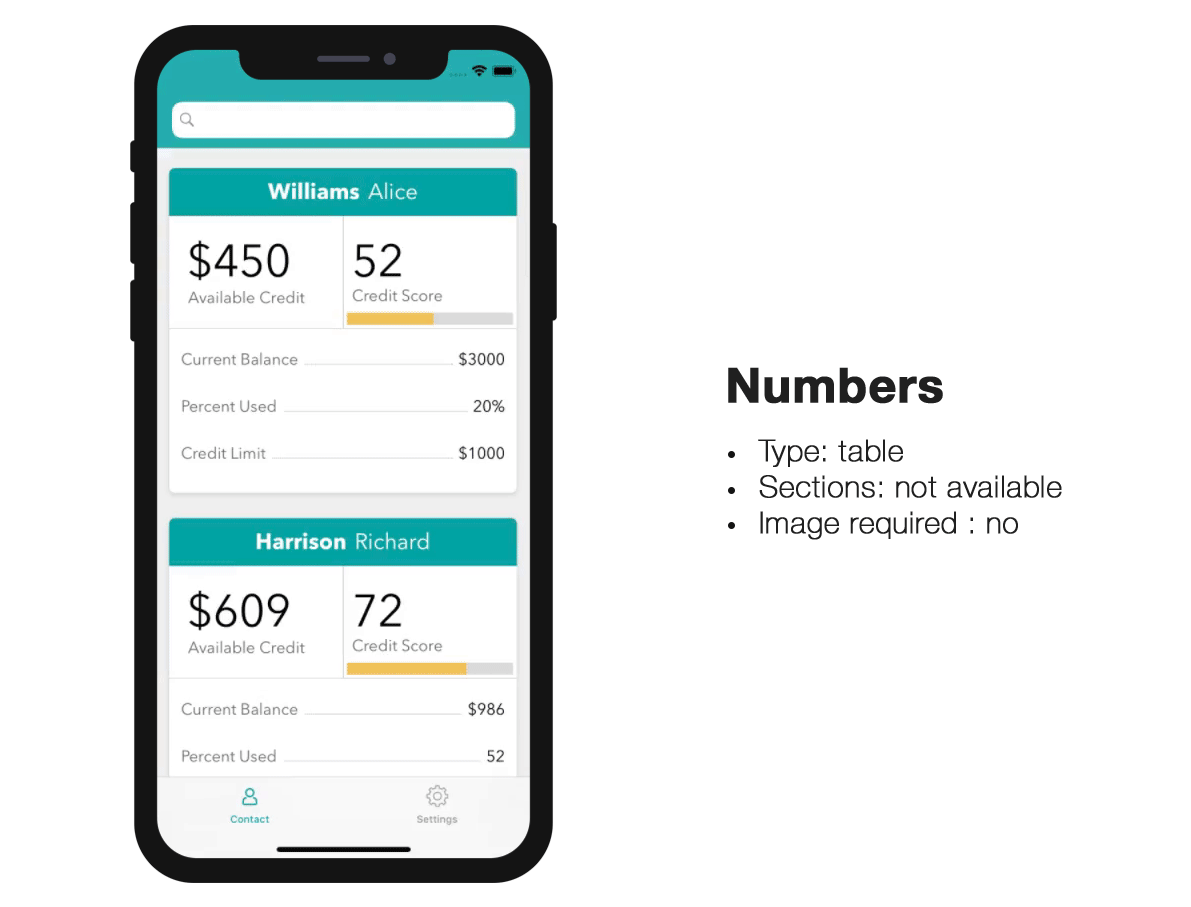 Williams Alice
$450 52
Available Credit Credit Score
Current Balance $3000
Percent Used 20%
Credit Limit $1000
Harrison Richard
$609 72
Available Credit Credit Score
Current Balance $986
Percent Used 52
Contact Settings
Numbers
• Type: table
• Sections: not available
• Image required : no